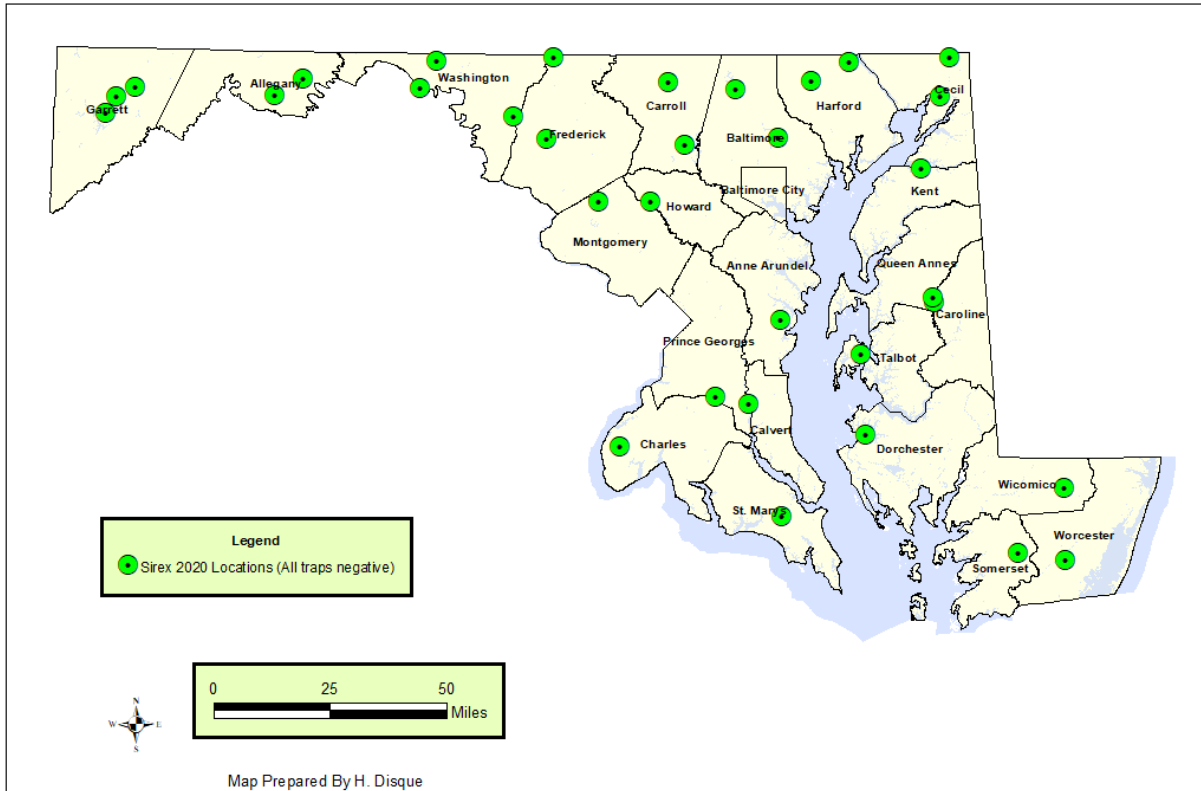 Garrett
Allegany
Washington
Frederick
Carroll
Baltimore
Harford
Cecil
Baltimore City
Kent
Howard
Montgomery
Anne Arundel
Queen Annes
Caroline
Prince Georges
Talbot
Calvert
Charles
Dorchester
St. Marys
Wicomico
Worcester
Somerset
Legend
Sirex 2020 Locations (All traps negative)
0 25 50
Miles
N
W E
S
Map Prepared By H. Disque